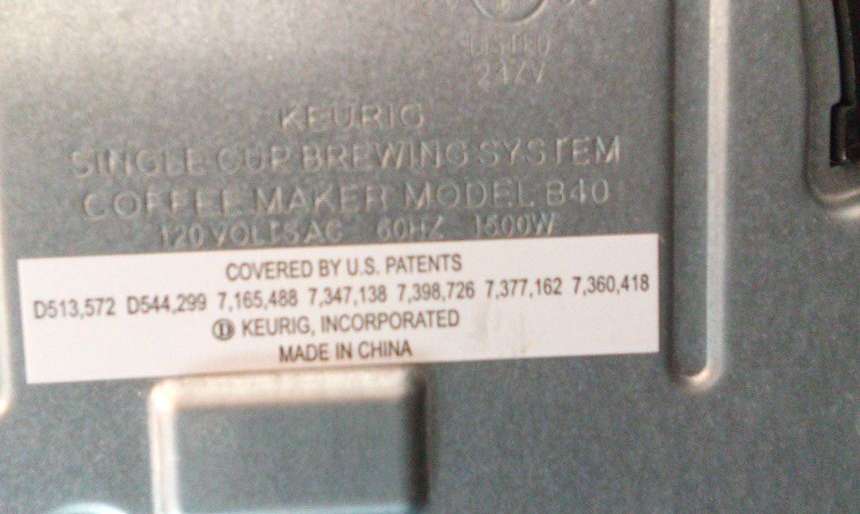 LISTED
247V
KEURIG
SINGLE CUP BREWING SYSTEM
COFFEE MAKER MODEL B40
120 VOLTS AC 60HZ 1500W
COVERED BY U.S. PATENTS
D513,572 D544,299 7,165,488 7,347,138 7,398,726 7,377,162 7,360,418
KEURIG, INCORPORATED
MADE IN CHINA